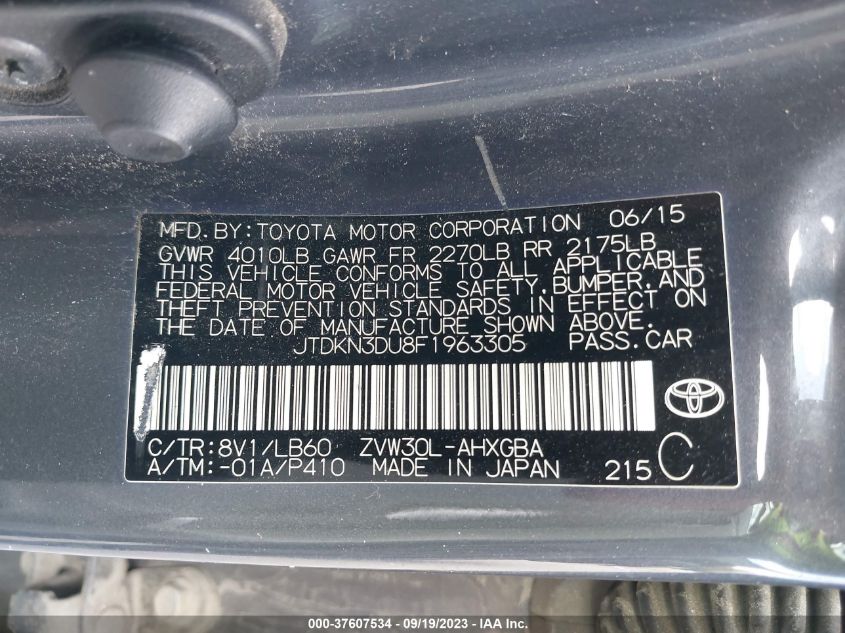 MFD. BY: TOYOTA MOTOR CORPORATION 06/15
GVWR 4010LB GAWR FR 2270LB RR 2175LB
THIS VEHICLE CONFORMS TO ALL APPLICABLE
FEDERAL MOTOR VEHICLE SAFETY, BUMPER, AND
THEFT PREVENTION STANDARDS IN EFFECT ON
THE DATE OF MANUFACTURE SHOWN ABOVE.
JTDKN3DU8F1963305 PASS. CAR
C/TR: 8V1/LB60 ZVW30L-AHXGBA
A/TM: -01A/P410 MADE IN JAPAN 215 C
000-37607534 - 09/19/2023 - IAA Inc.